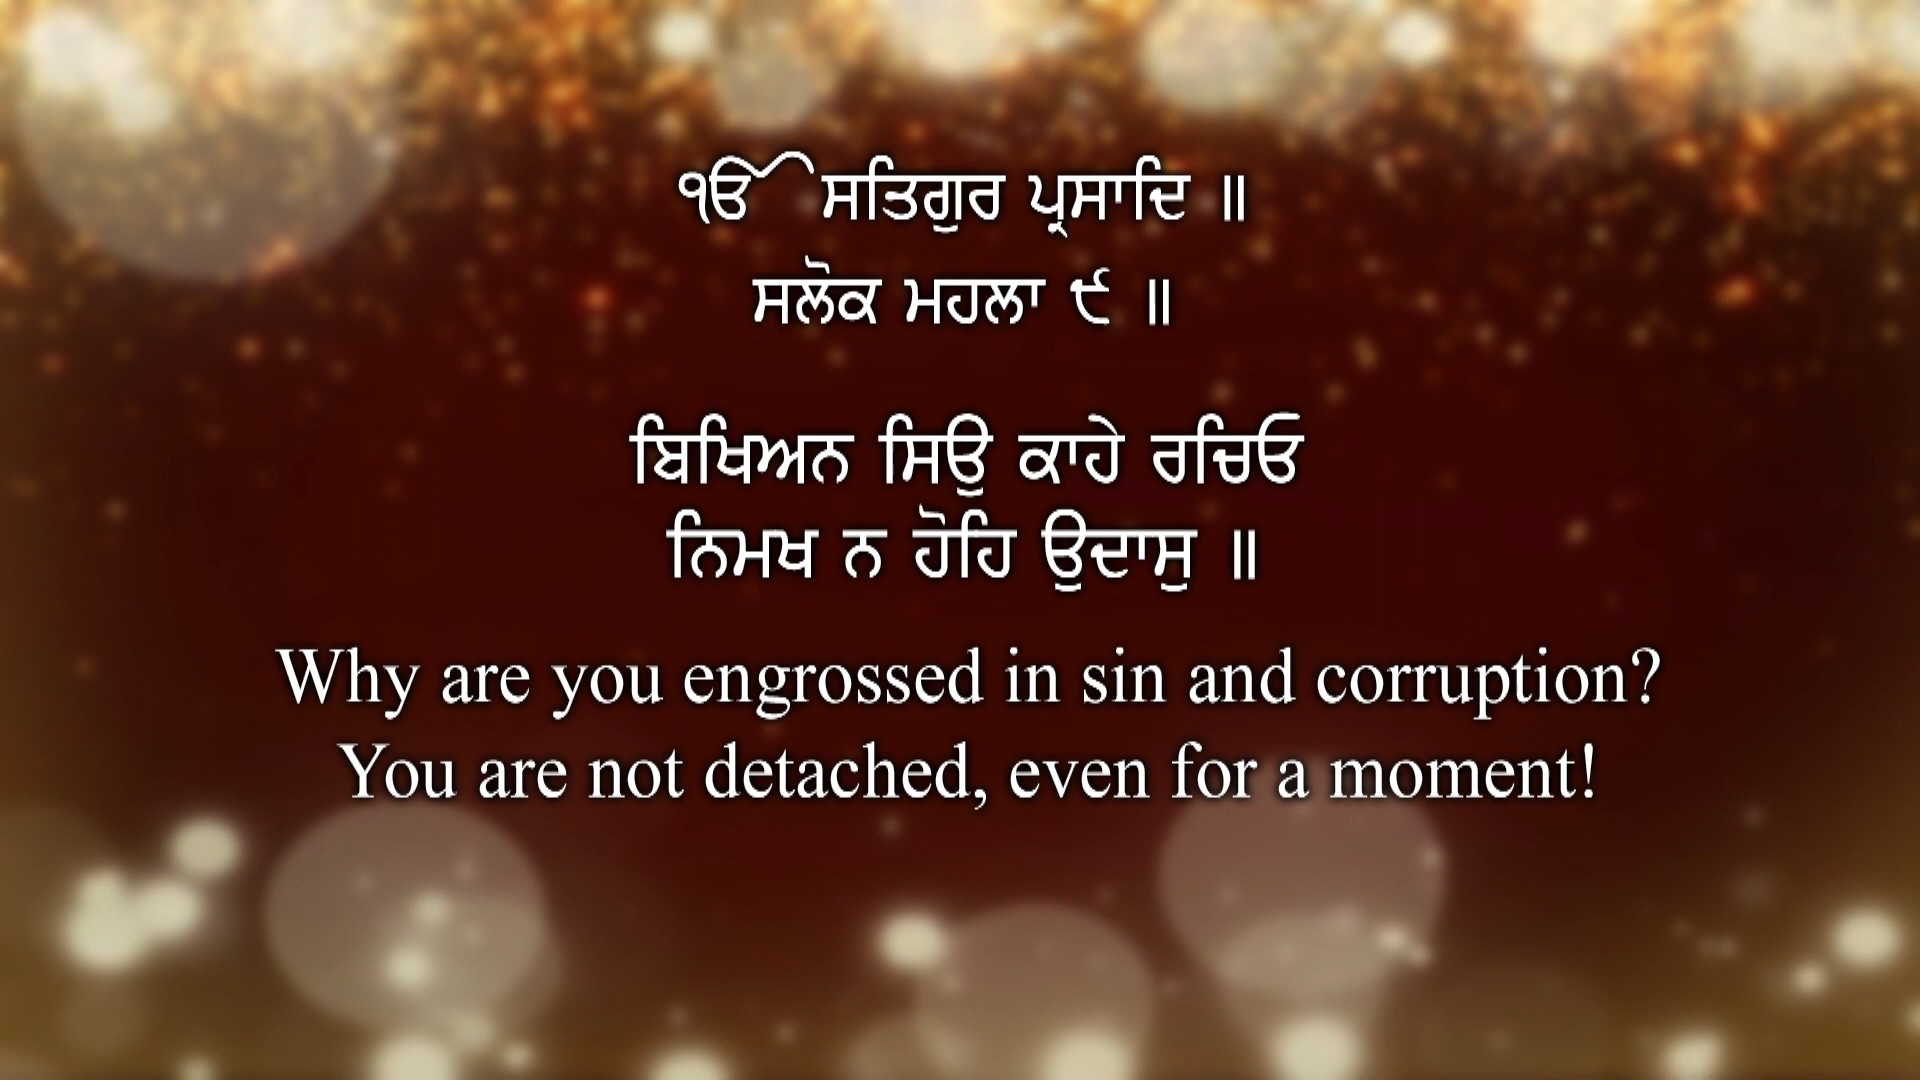 ੴ ਸਤਿਗੁਰ ਪ੍ਰਸਾਦਿ ॥
ਸਲੋਕ ਮਹਲਾ ੯ ॥
ਬਿਖਿਅਨ ਸਿਉ ਕਾਹੇ ਰਚਿਓ
ਨਿਮਖ ਨ ਹੋਹਿ ਉਦਾਸੁ ॥
Why are you engrossed in sin and corruption?
You are not detached, even for a moment!